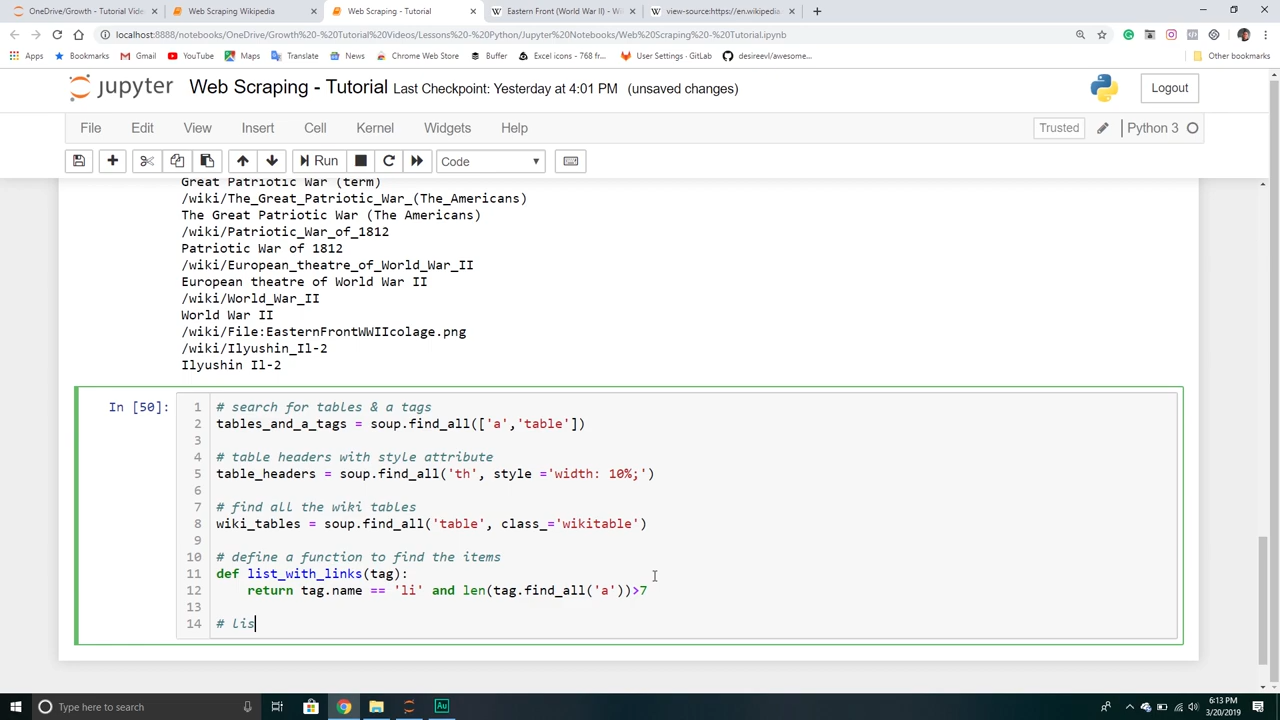 OneDrive/Growth - Tutorial Vide
Web Scraping Wikipedia
Web Scraping - Tutorial
Eastern Front (World War II) - Wi
view-source:https://en.wikipedia.
localhost:8888/notebooks/OneDrive/Growth%20-%20Tutorial%20Videos/Lessons%20-%20Python/Jupyter%20Notebooks/Web%20Scraping%20-%20Tutorial.ipynb
Apps
Bookmarks
Gmail
YouTube
Maps
Translate
News
Chrome Web Store
Buffer
Excel icons - 768 fr...
User Settings · GitLab
desireevl/awesome...
Other bookmarks
jupyter
Web Scraping - Tutorial Last Checkpoint: Yesterday at 4:01 PM (unsaved changes)
Logout
File Edit View Insert Cell Kernel Widgets Help
Trusted
Python 3
Run
Code
Great Patriotic War (term)
/wiki/The_Great_Patriotic_War_(The_Americans)
The Great Patriotic War (The Americans)
/wiki/Patriotic_War_of_1812
Patriotic War of 1812
/wiki/European_theatre_of_World_War_II
European theatre of World War II
/wiki/World_War_II
World War II
/wiki/File:EasternFrontWWIIcolage.png
/wiki/Ilyushin_Il-2
Ilyushin Il-2
In [50]:
1 # search for tables & a tags
2 tables_and_a_tags = soup.find_all(['a','table'])
3
4 # table headers with style attribute
5 table_headers = soup.find_all('th', style ='width: 10%;')
6
7 # find all the wiki tables
8 wiki_tables = soup.find_all('table', class_='wikitable')
9
10 # define a function to find the items
11 def list_with_links(tag):
12     return tag.name == 'li' and len(tag.find_all('a'))>7
13
14 # lis
Type here to search
Au
6:13 PM
3/20/2019